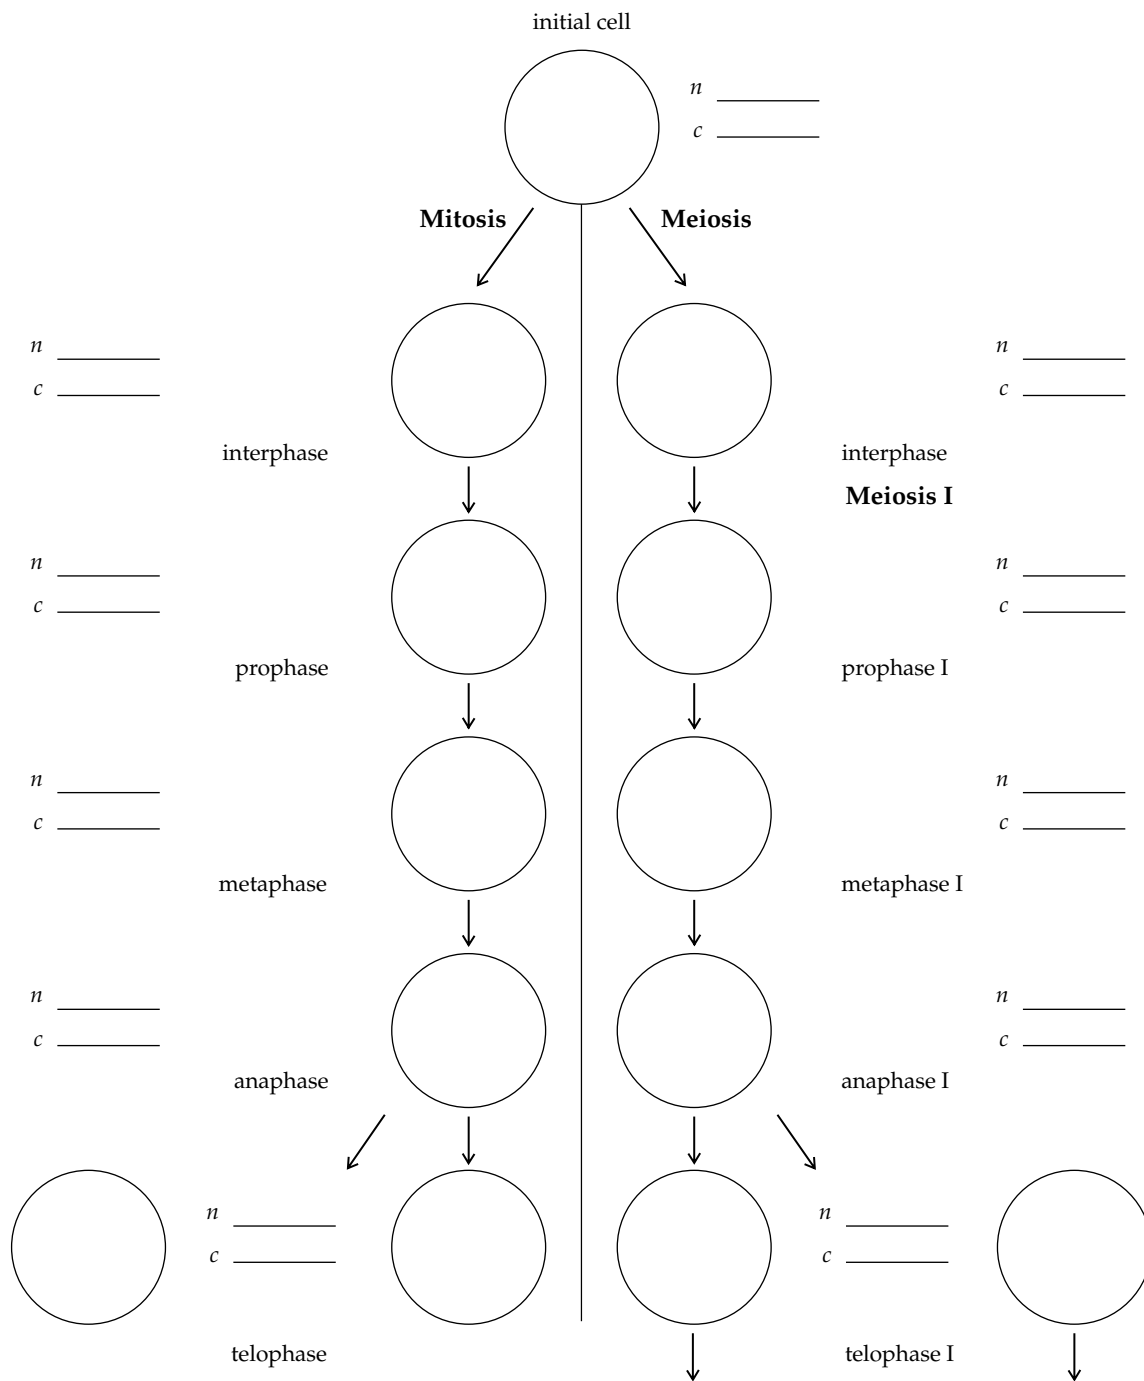 initial cell
n
c
Mitosis Meiosis
n n
c c
interphase interphase
Meiosis I
n n
c c
prophase prophase I
n n
c c
metaphase metaphase I
n n
c c
anaphase anaphase I
n n
c c
telophase telophase I